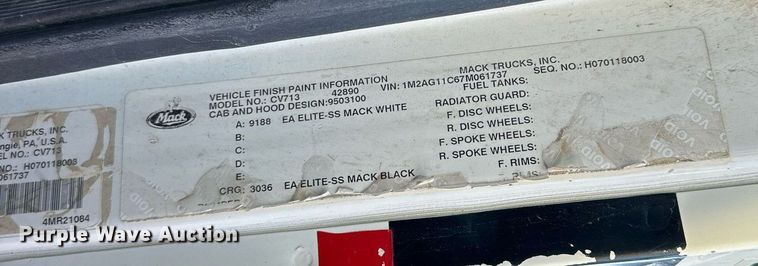 MACK TRUCKS, INC.
VEHICLE FINISH PAINT INFORMATION
MODEL NO.: CV713 42890 VIN: 1M2AG11C67M061737 SEQ. NO.: H070118003
CAB AND HOOD DESIGN: 9503100 FUEL TANKS:
A: 9188 EA ELITE-SS MACK WHITE RADIATOR GUARD:
B: F. DISC WHEELS:
C: R. DISC WHEELS:
D: F. SPOKE WHEELS:
E: R. SPOKE WHEELS:
CRG: 3036 EA ELITE-SS MACK BLACK F. RIMS:
Mack
CK TRUCKS, INC.
ngie, PA, U.S.A.
EL NO.: CV713
NO.: H070118003
061737
4MR21084
VOID
VOID
VOID
Purple Wave Auction